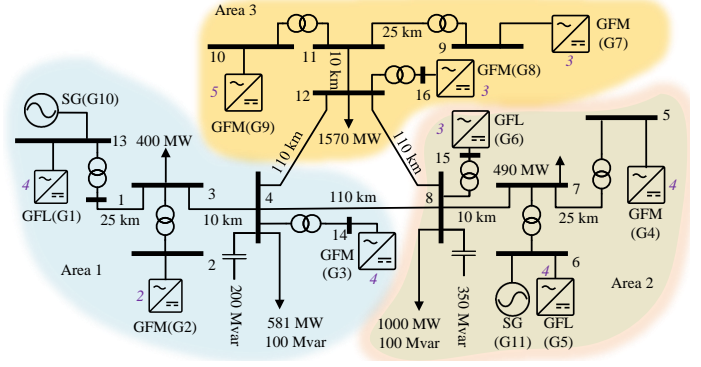 Area 3
25 km
GFM
(G7)
3
10
11
9
10 km
GFM(G8)
3
16
5
GFM(G9)
12
1570 MW
SG(G10)
13
400 MW
4
GFL(G1)
1
25 km
3
10 km
110 km
110 km
4
110 km
8
3
GFL
(G6)
15
490 MW
7
5
4
GFM
(G4)
10 km
25 km
14
GFM
(G3)
4
Area 1
2
2
GFM(G2)
200 Mvar
581 MW
100 Mvar
1000 MW
100 Mvar
350 Mvar
6
4
SG
(G11)
GFL
(G5)
Area 2